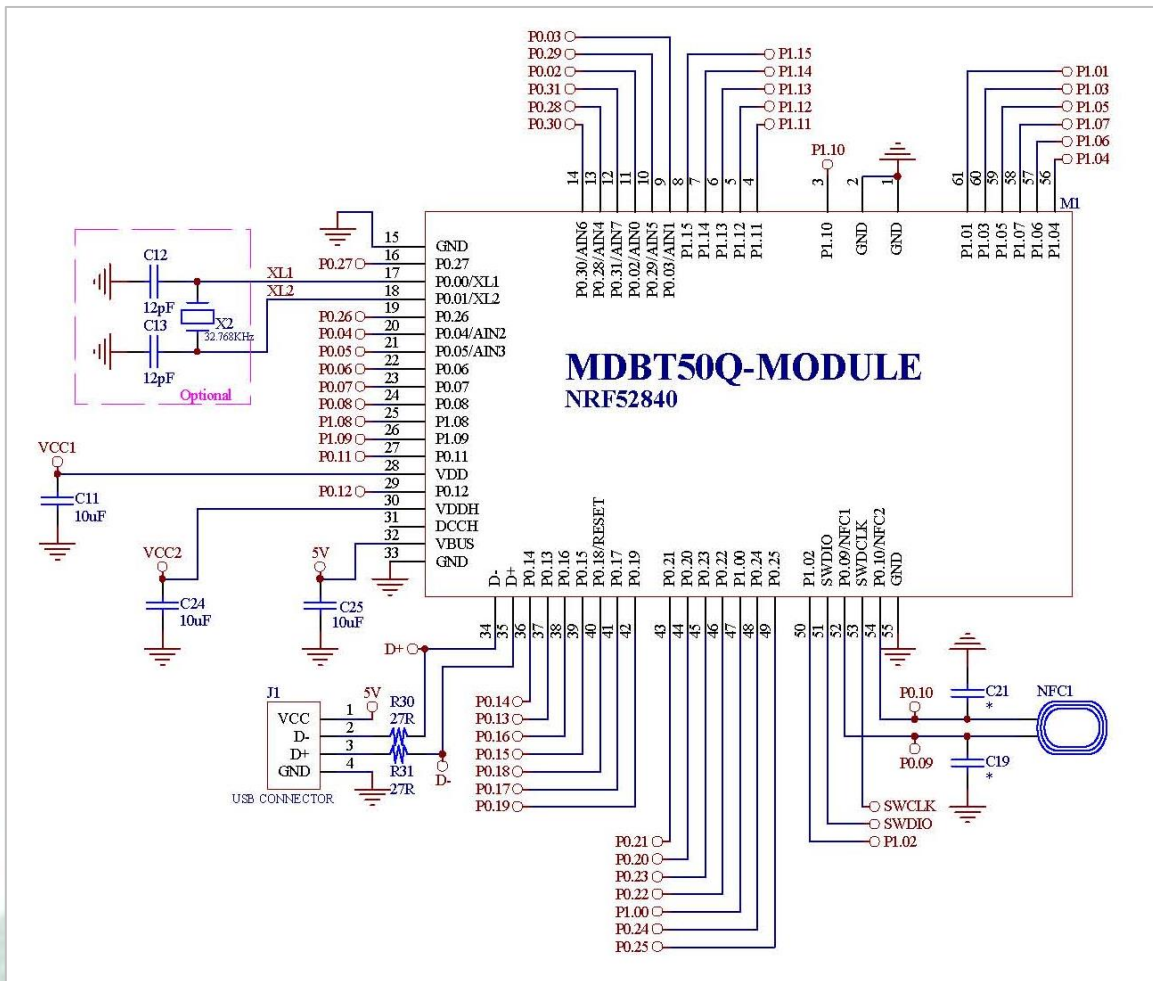 P0.03
P0.29
P0.02
P0.31
P0.28
P0.30
P1.15
P1.14
P1.13
P1.12
P1.11
P1.10
P1.01
P1.03
P1.05
P1.07
P1.06
P1.04
14 13 12 11 10 9 8 7 6 5 4 3 2 1 61 60 59 58 57 56
M1
P0.30/AIN6
P0.28/AIN4
P0.31/AIN7
P0.02/AIN0
P0.29/AIN5
P0.03/AIN1
P1.15
P1.14
P1.13
P1.12
P1.11
P1.10
GND
GND
P1.01
P1.03
P1.05
P1.07
P1.06
P1.04
15 GND
P0.27 16 P0.27
XL1 17 P0.00/XL1
XL2 18 P0.01/XL2
P0.26 19 P0.26
P0.04 20 P0.04/AIN2
P0.05 21 P0.05/AIN3
P0.06 22 P0.06
P0.07 23 P0.07
P0.08 24 P0.08
P1.08 25 P1.08
P1.09 26 P1.09
P0.11 27 P0.11
28 VDD
P0.12 29 P0.12
30 VDDH
31 DCCH
32 VBUS
33 GND
C12
12pF
C13
12pF
X2
32.768KHz
Optional
MDBT50Q-MODULE
NRF52840
VCC1
C11
10uF
VCC2
C24
10uF
5V
C25
10uF
D-
D+
P0.14
P0.13
P0.16
P0.15
P0.18/RESET
P0.17
P0.19
P0.21
P0.20
P0.23
P0.22
P1.00
P0.24
P0.25
P1.02
SWDIO
P0.09/NFC1
SWDCLK
P0.10/NFC2
GND
34 35 36 37 38 39 40 41 42 43 44 45 46 47 48 49 50 51 52 53 54 55
D+
J1
VCC 1
D- 2
D+ 3
GND 4
USB CONNECTOR
5V
R30
27R
R31
27R
D-
P0.14
P0.13
P0.16
P0.15
P0.18
P0.17
P0.19
P0.21
P0.20
P0.23
P0.22
P1.00
P0.24
P0.25
P0.10
P0.09
C21
*
C19
*
NFC1
SWCLK
SWDIO
P1.02